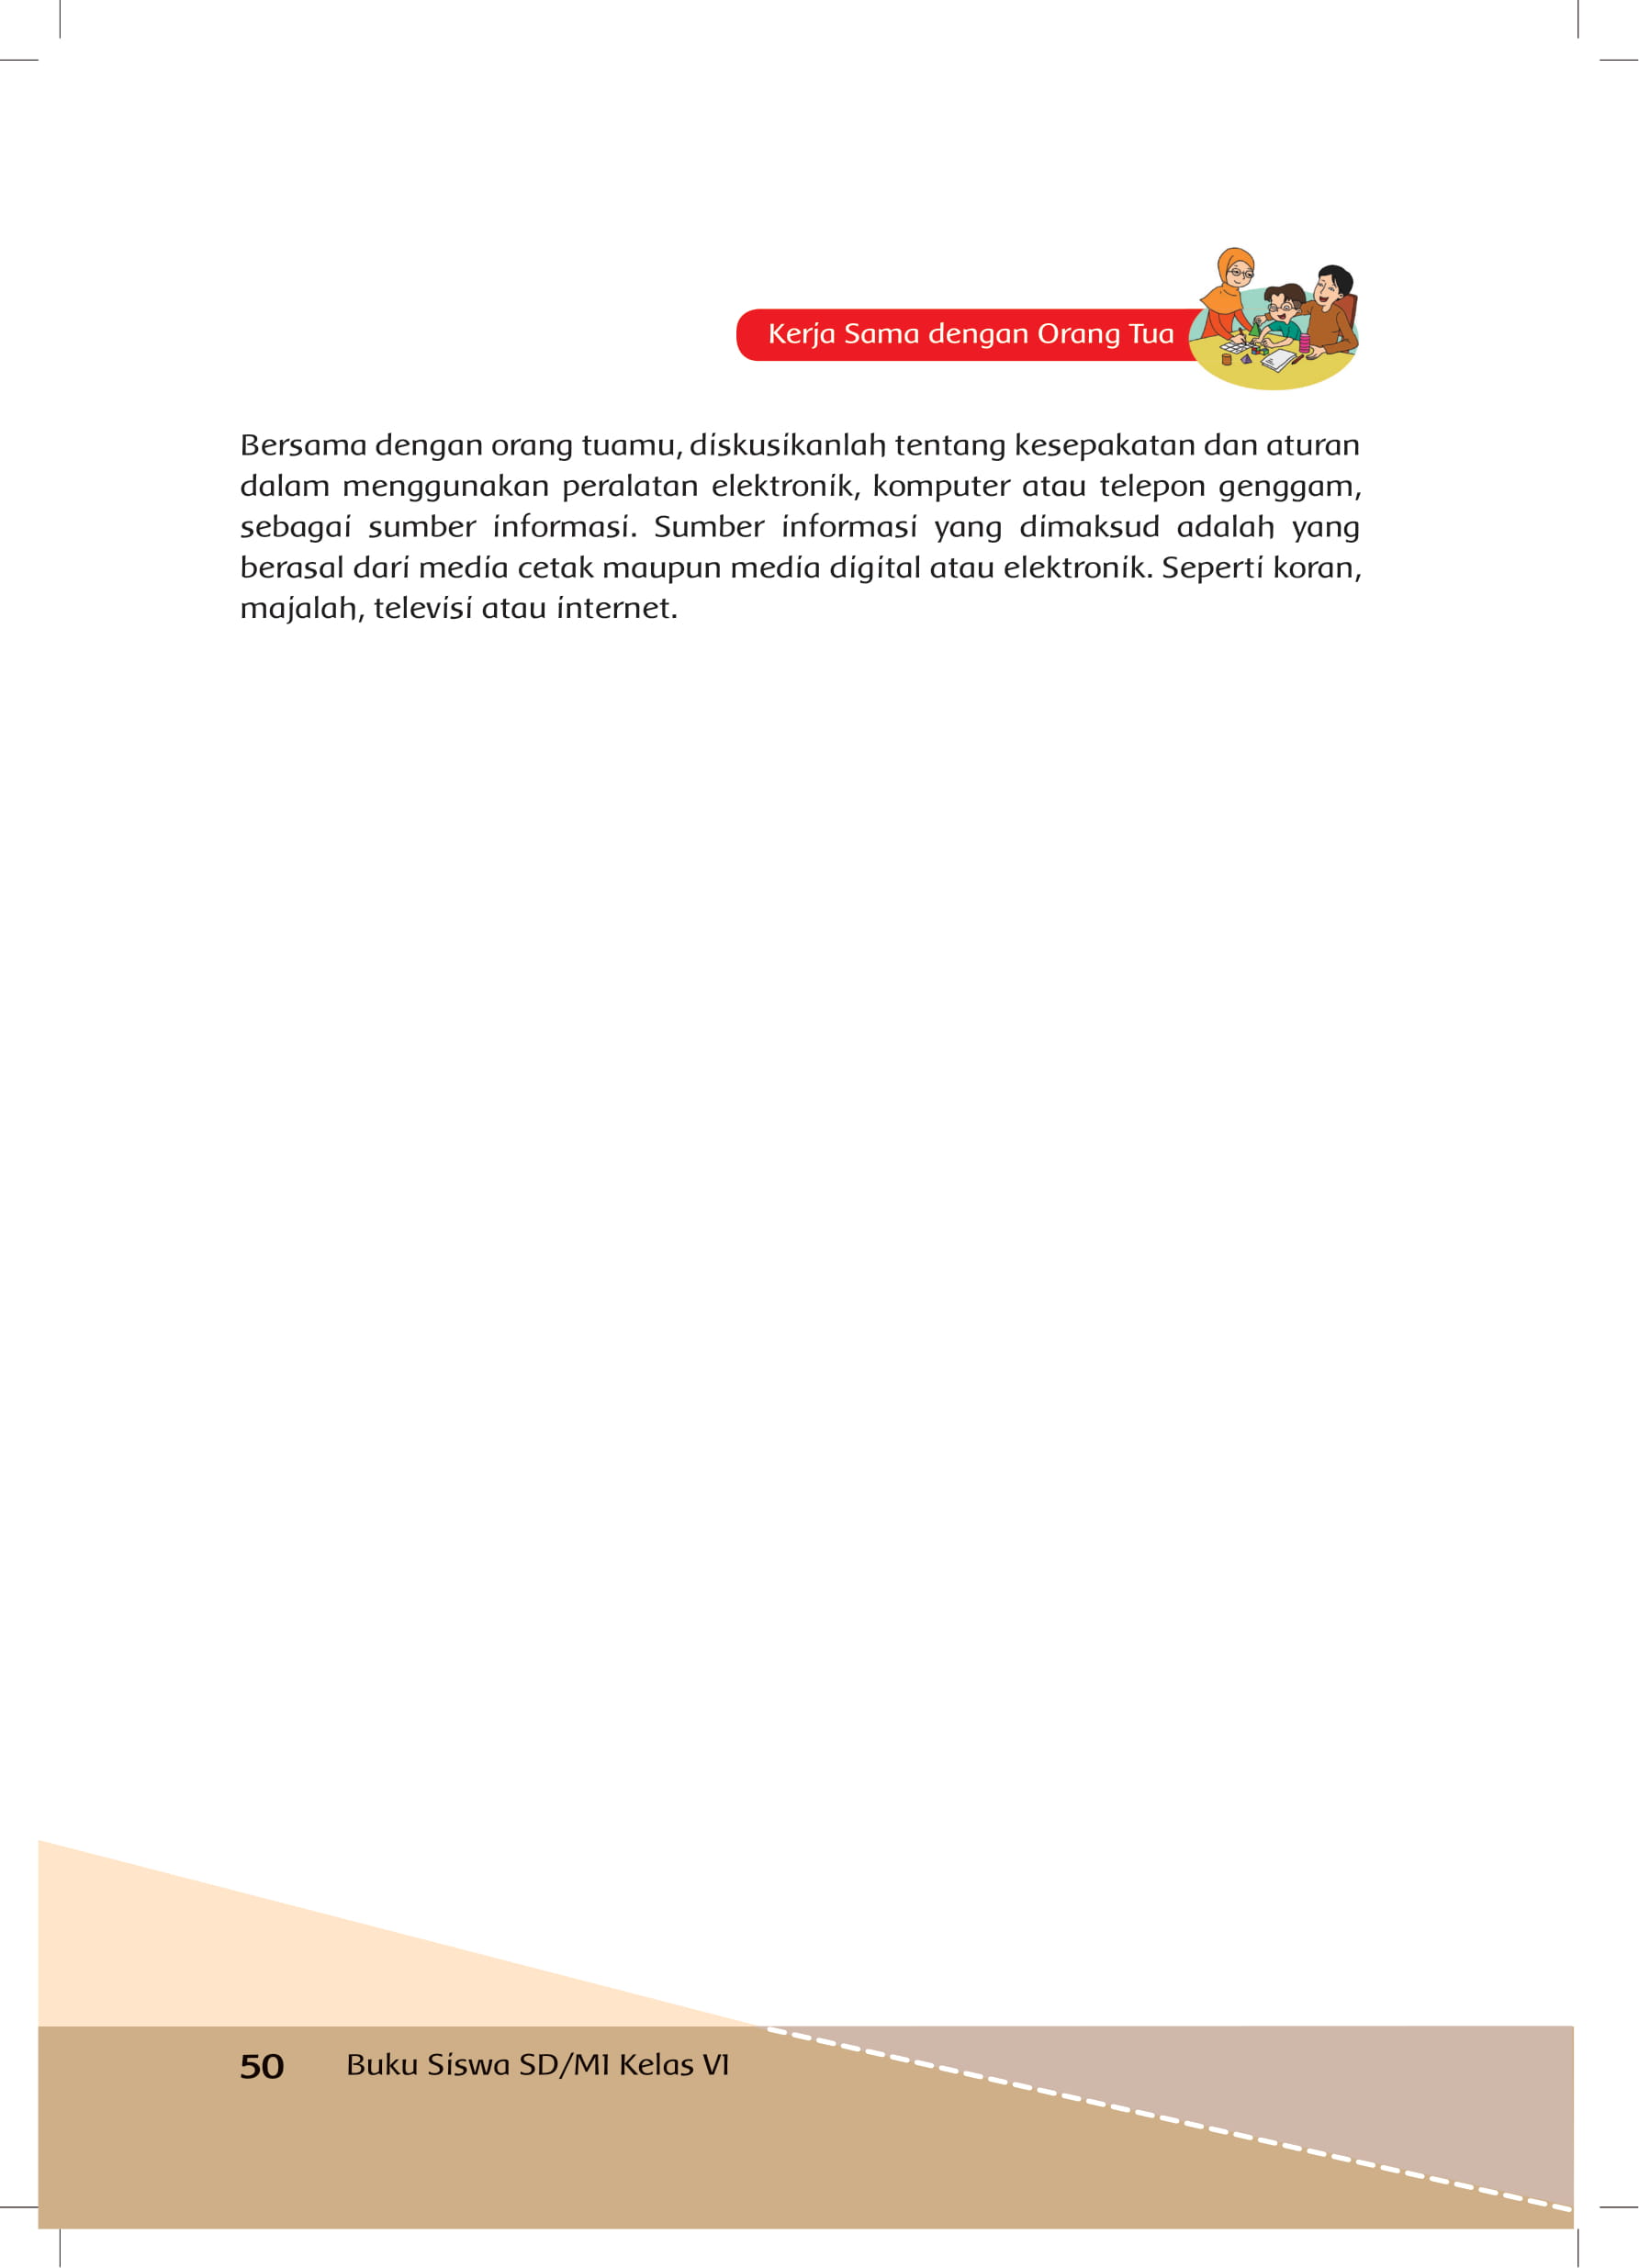 Kerja Sama dengan Orang Tua
Bersama dengan orang tuamu, diskusikanlah tentang kesepakatan dan aturan
dalam menggunakan peralatan elektronik, komputer atau telepon genggam,
sebagai sumber informasi. Sumber informasi yang dimaksud adalah yang
berasal dari media cetak maupun media digital atau elektronik. Seperti koran,
majalah, televisi atau internet.
50 Buku Siswa SD/MI Kelas VI